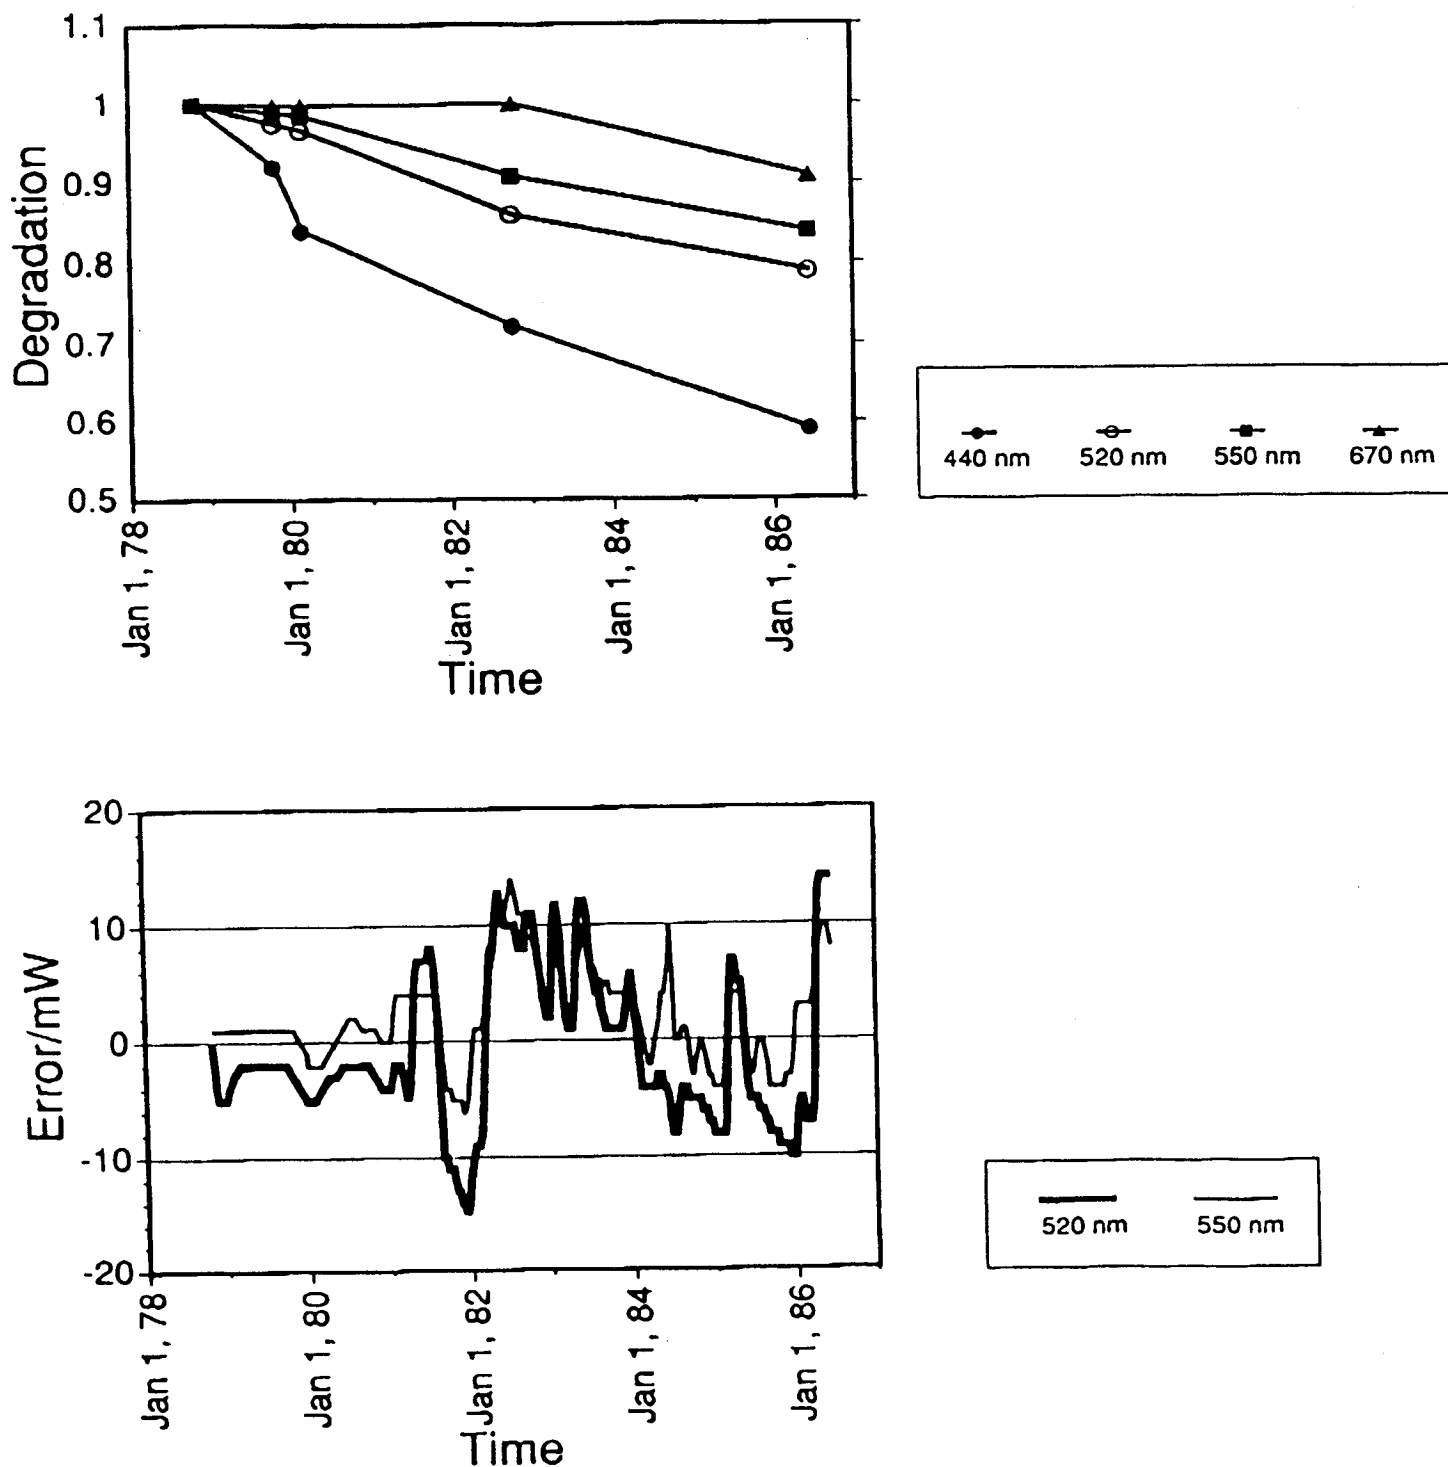 1.1
1
0.9
0.8
0.7
0.6
0.5
Degradation
Jan 1, 78
Jan 1, 80
Jan 1, 82
Jan 1, 84
Jan 1, 86
Time
440 nm
520 nm
550 nm
670 nm
20
10
0
-10
-20
Error/mW
Jan 1, 78
Jan 1, 80
Jan 1, 82
Jan 1, 84
Jan 1, 86
Time
520 nm
550 nm